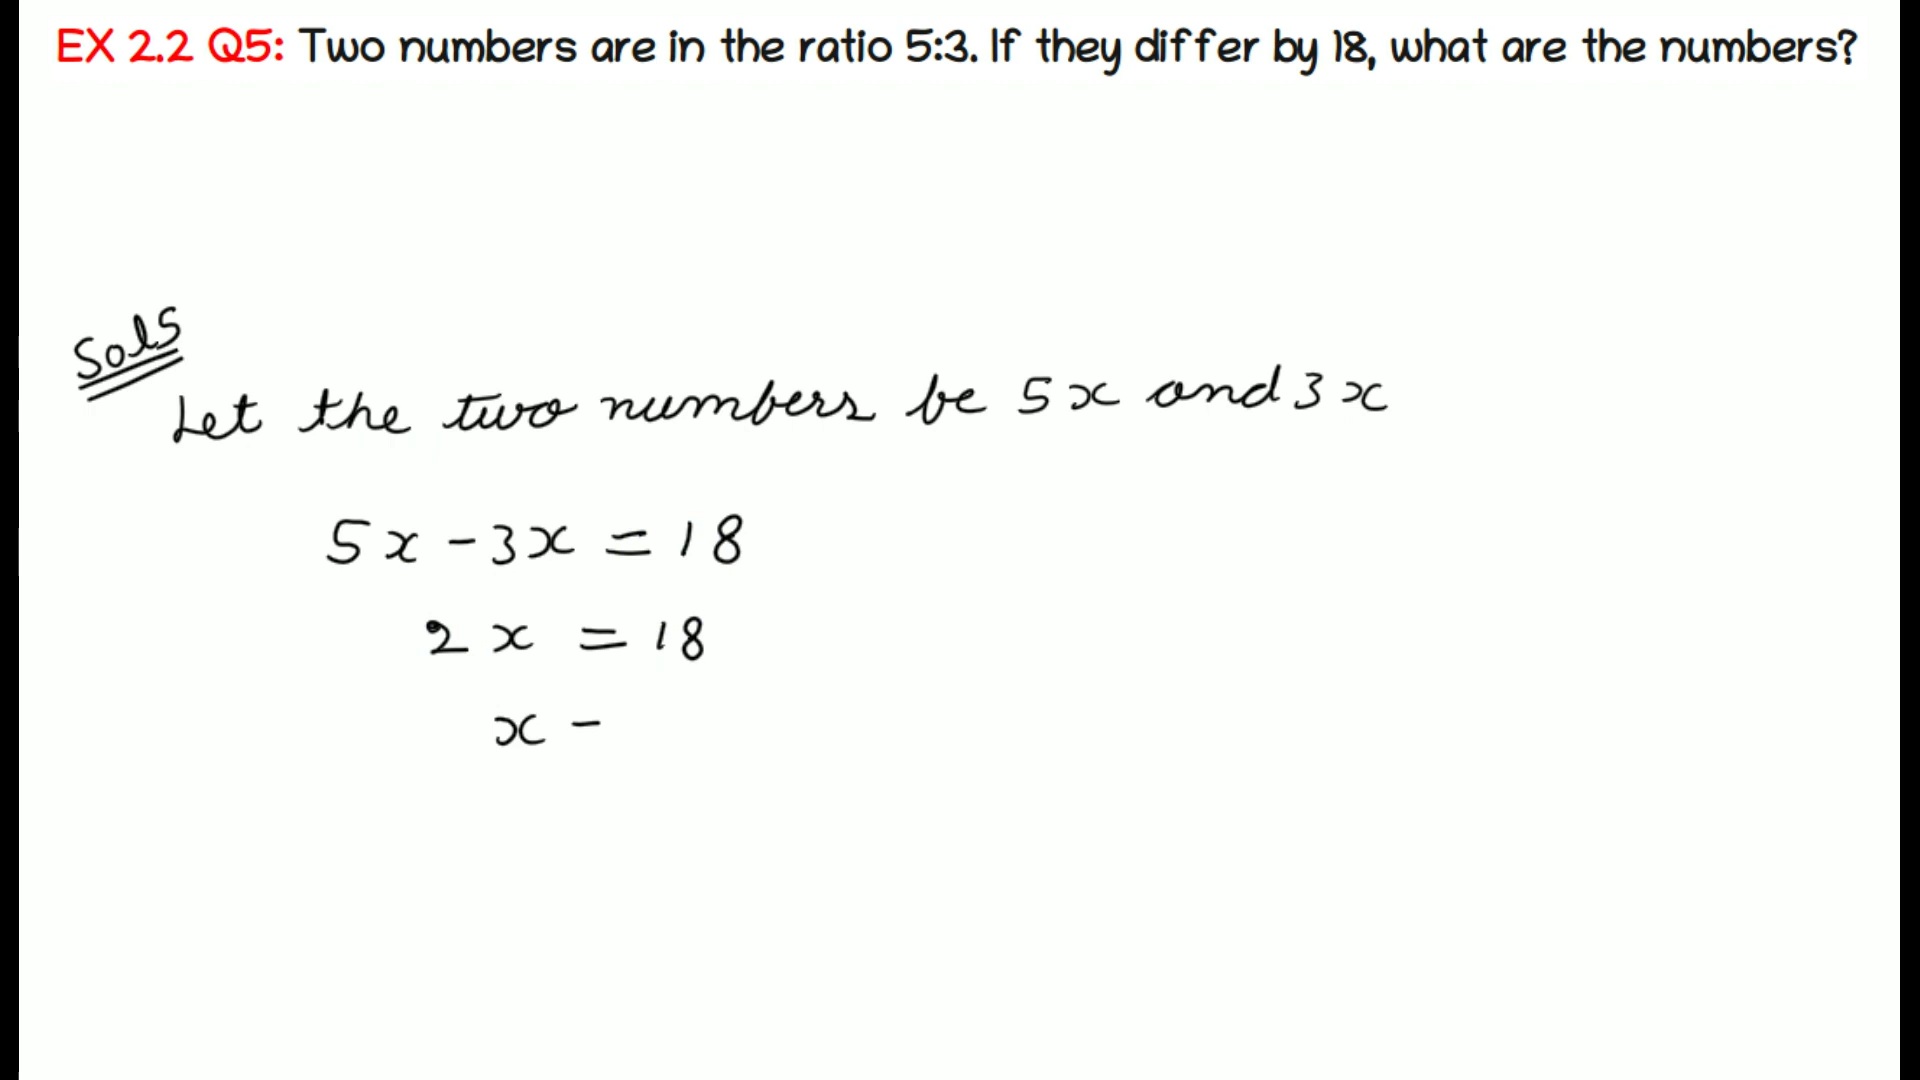 EX 2.2 Q5: Two numbers are in the ratio 5:3. If they differ by 18, what are the numbers?
Sols
Let the two numbers be 5x and 3x
5x - 3x = 18
2x = 18
x -